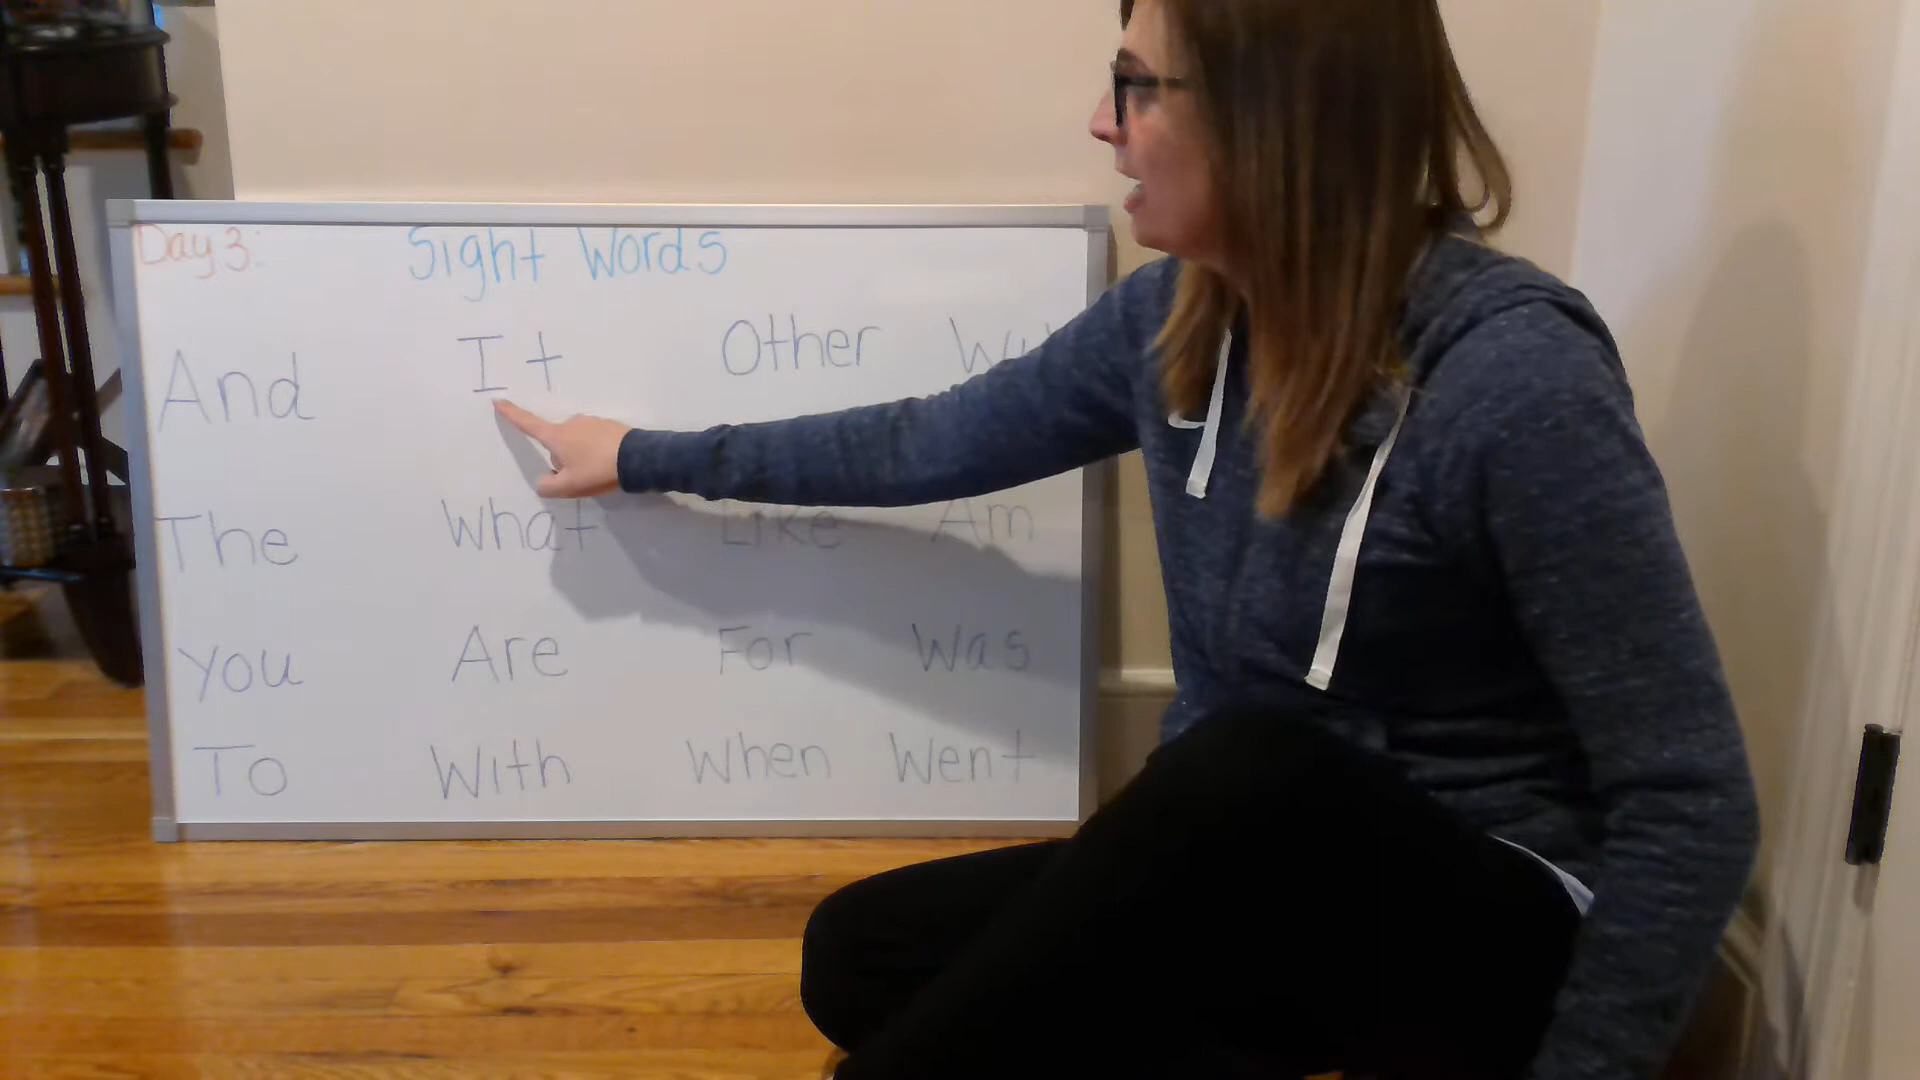 Day 3: Sight Words
And It Other
The What Like Am
You Are For Was
To With When Went